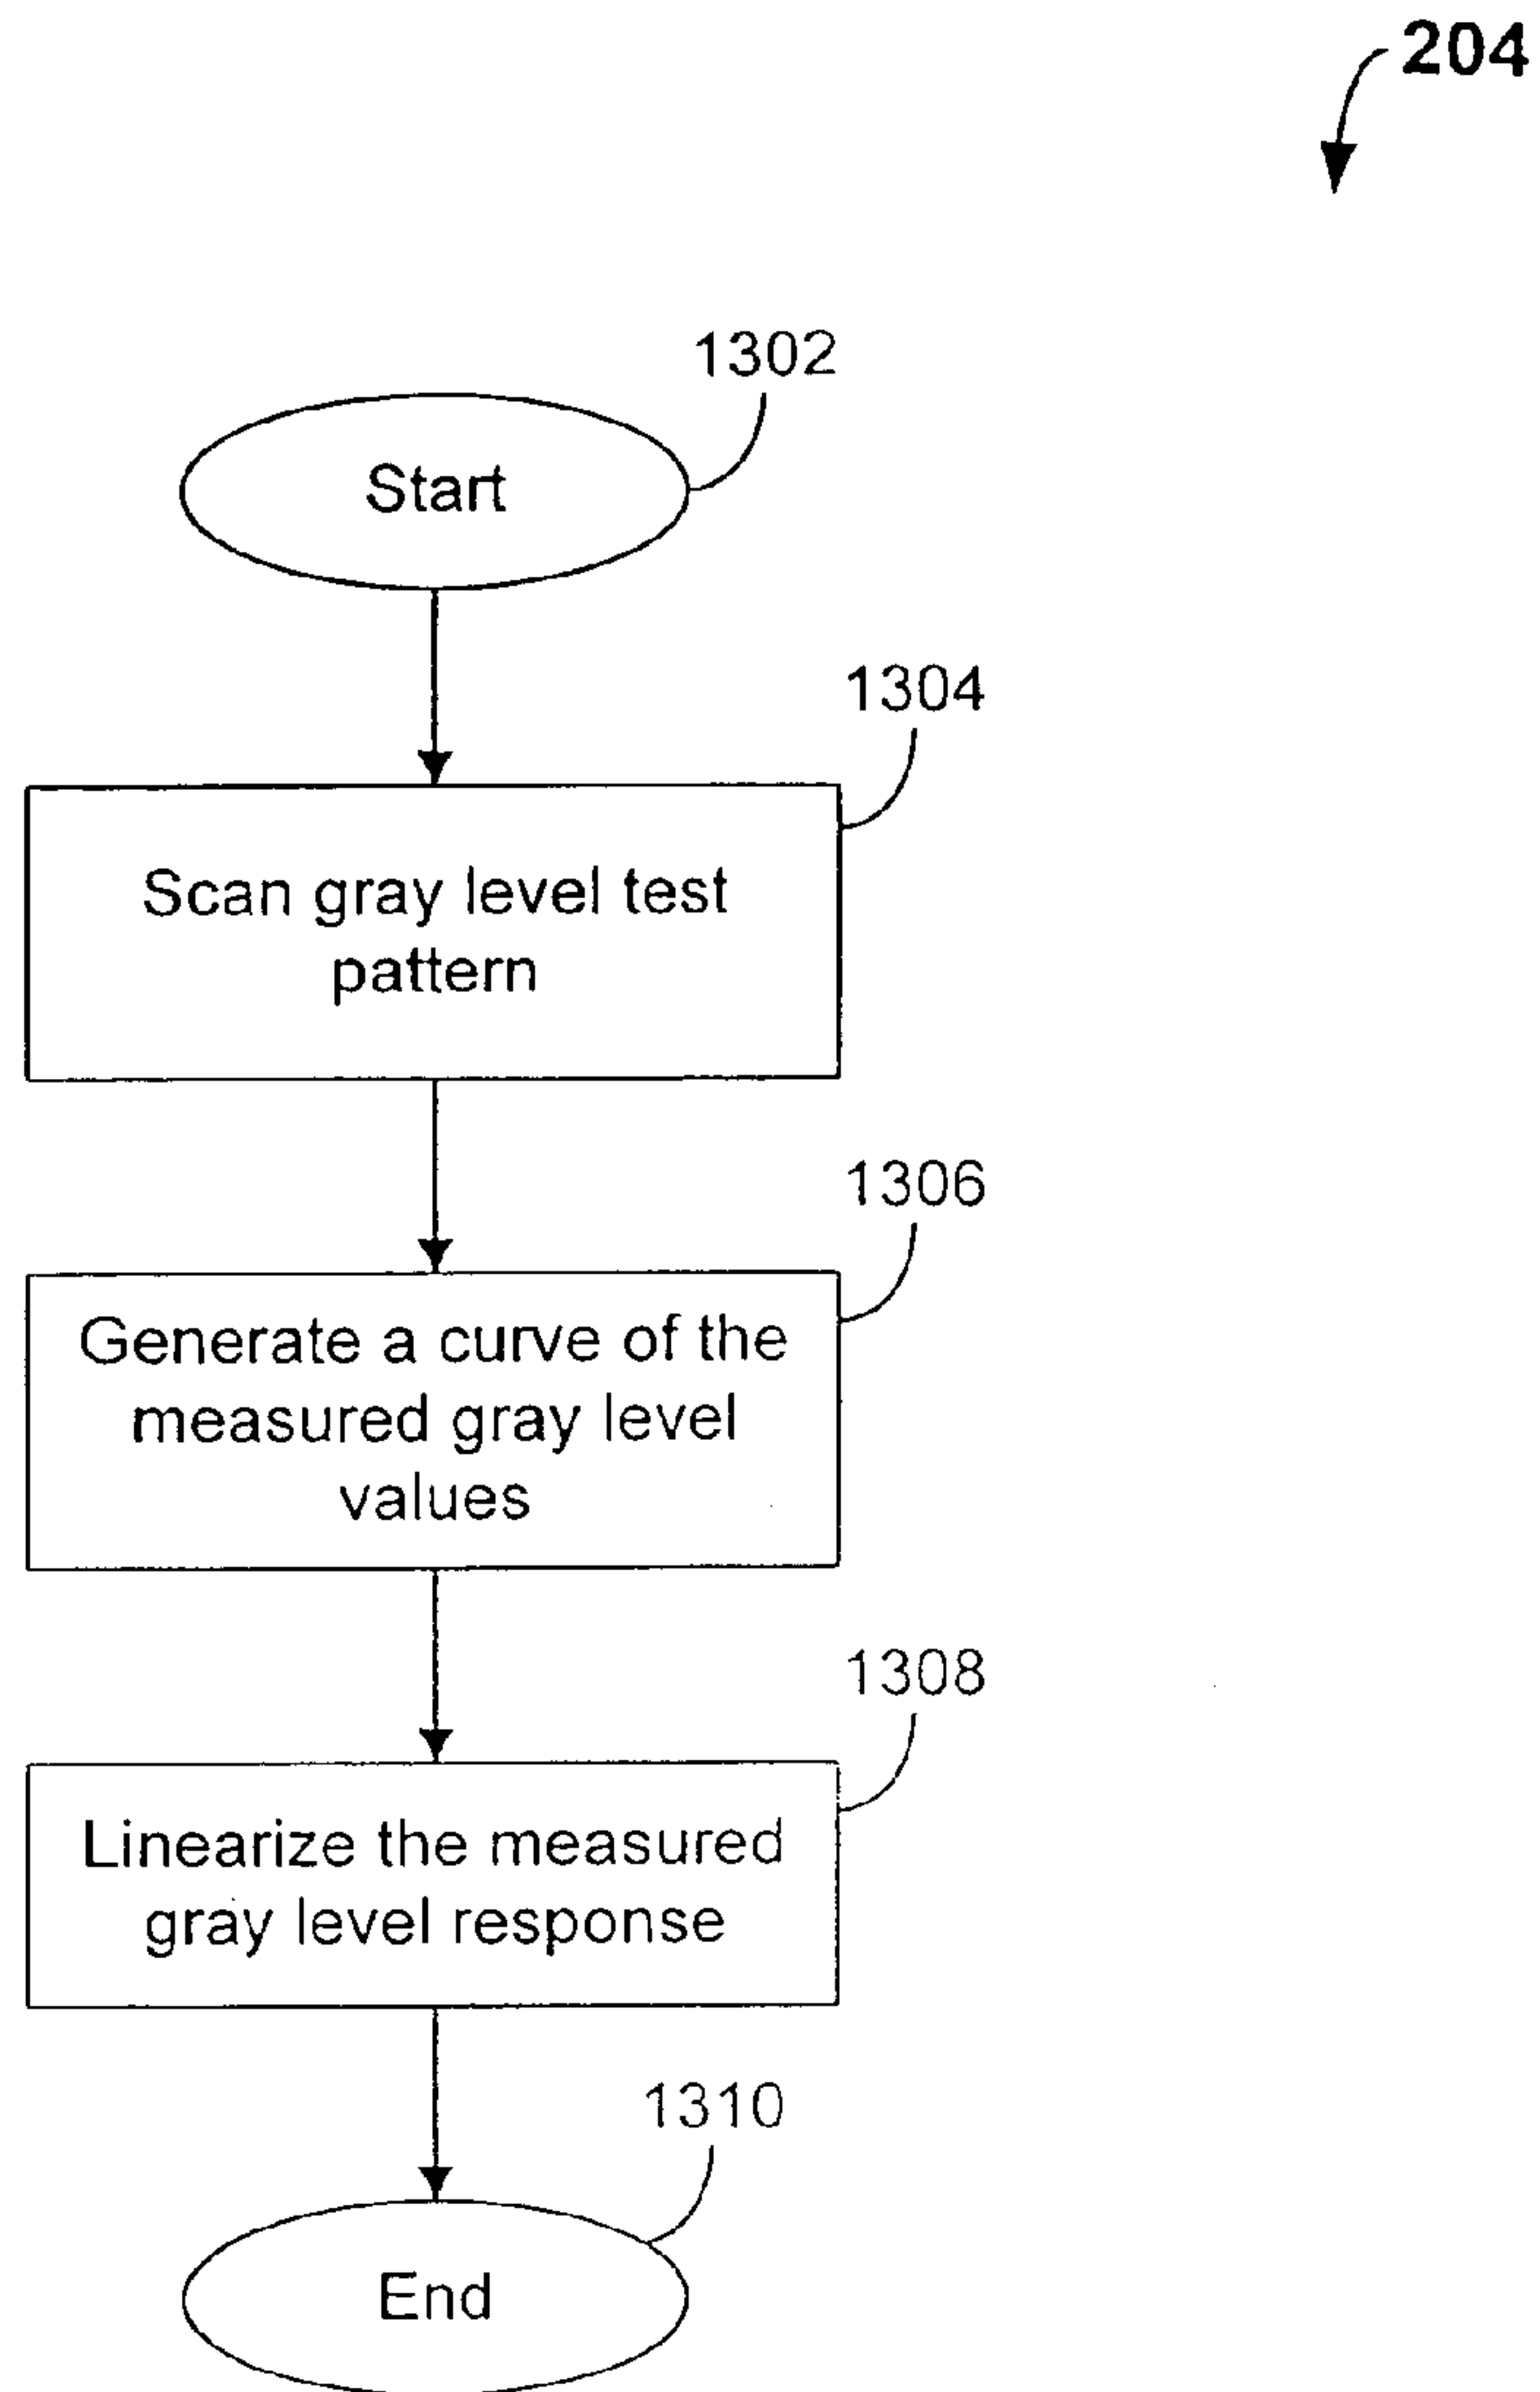 204
1302
Start
1304
Scan gray level test
pattern
1306
Generate a curve of the
measured gray level
values
1308
Linearize the measured
gray level response
1310
End